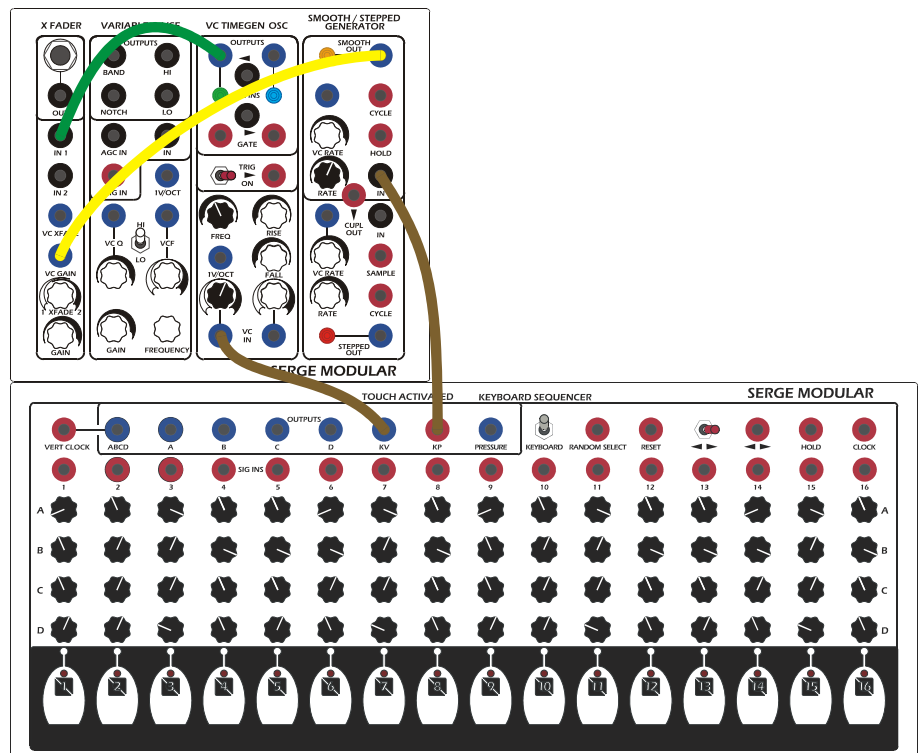 X FADER
VARIABLE
VC TIMEGEN OSC
SMOOTH / STEPPED
GENERATOR
OUTPUTS
OUTPUTS
SMOOTH
OUT
BAND
HI
NOTCH
LO
CYCLE
IN 1
AGC IN
IN
GATE
VC RATE
HOLD
IN 2
1V/OCT
TRIG
ON
RATE
IN
VC XFADE
VC Q
HI
LO
VCF
FREQ
RISE
CUPL
OUT
IN
VC GAIN
1V/OCT
FALL
VC RATE
SAMPLE
1 XFADE 2
RATE
CYCLE
GAIN
GAIN
FREQUENCY
VC
IN
STEPPED
OUT
SERGE MODULAR
TOUCH ACTIVATED
KEYBOARD SEQUENCER
SERGE MODULAR
OUTPUTS
VERT CLOCK
ABCD
A
B
C
D
KV
KP
PRESSURE
KEYBOARD
RANDOM SELECT
RESET
HOLD
CLOCK
SIG INS
1 2 3 4 5 6 7 8 9 10 11 12 13 14 15 16
A A
B B
C C
D D
1 2 3 4 5 6 7 8 9 10 11 12 13 14 15 16